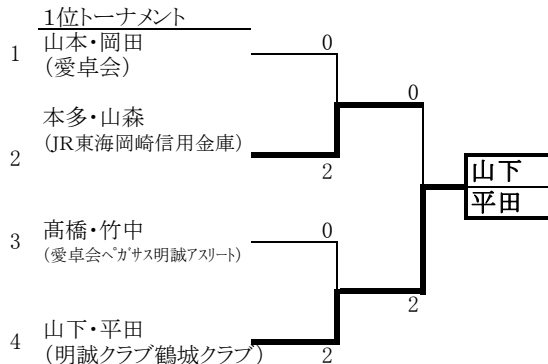 1位トーナメント
1 山本・岡田
(愛卓会)
0
本多・山森
2 (JR東海岡崎信用金庫)
2
0
山下
平田
3 髙橋・竹中
(愛卓会ペガサス明誠アスリート)
0
4 山下・平田
(明誠クラブ鶴城クラブ)
2
2